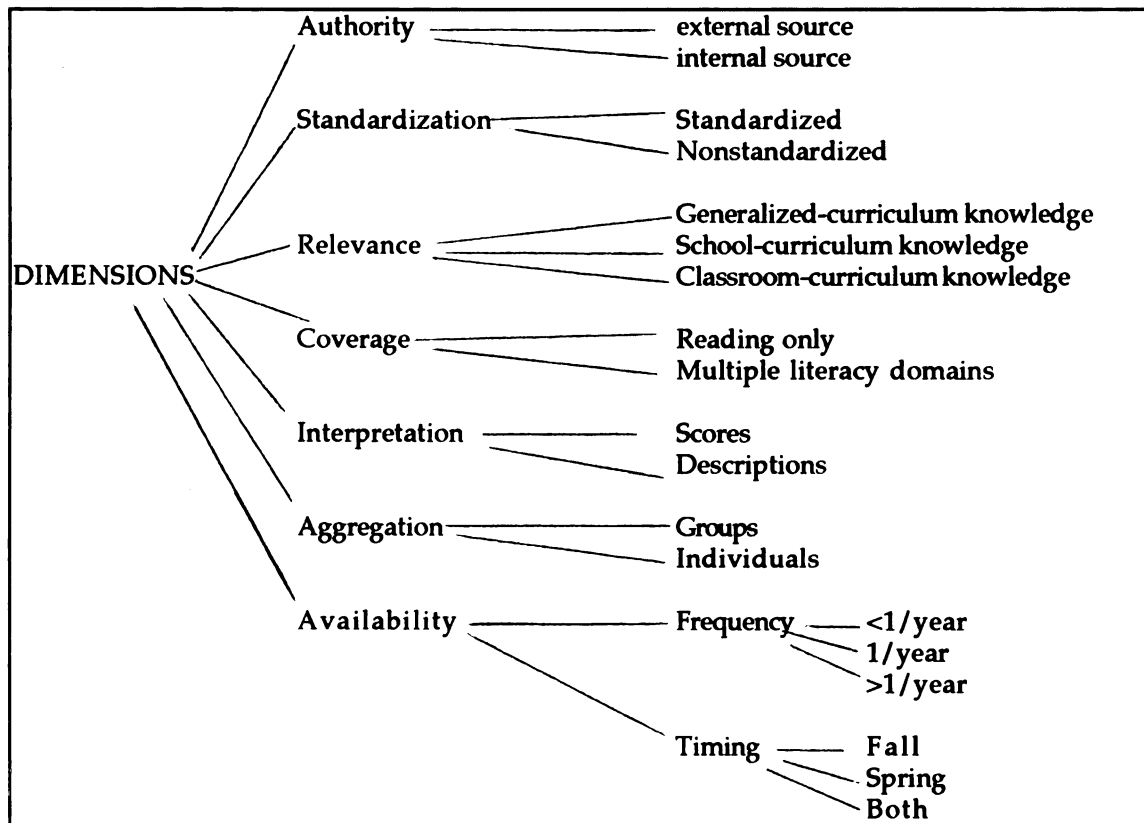 Authority external source
internal source
Standardization Standardized
Nonstandardized
Generalized-curriculum knowledge
Relevance School-curriculum knowledge
DIMENSIONS Classroom-curriculum knowledge
Coverage Reading only
Multiple literacy domains
Interpretation Scores
Descriptions
Aggregation Groups
Individuals
Availability Frequency <1/year
1/year
>1/year
Timing Fall
Spring
Both